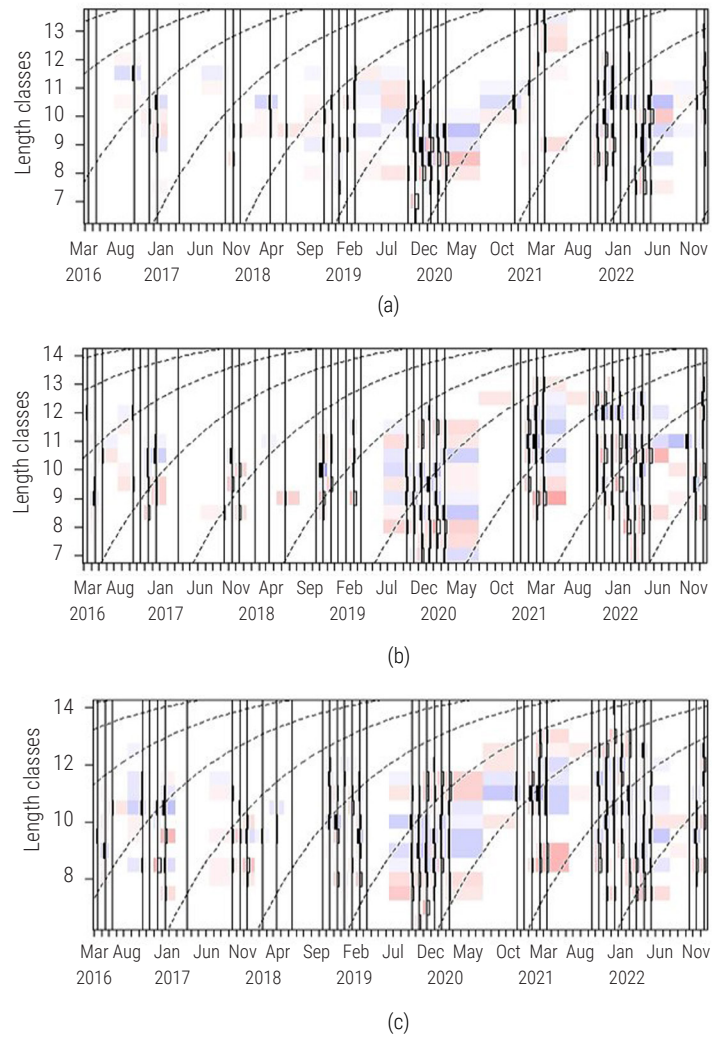 Length classes
13
12
11
10
9
8
7
Mar Aug Jan Jun Nov Apr Sep Feb Jul Dec May Oct Mar Aug Jan Jun Nov
2016 2017 2018 2019 2020 2021 2022
(a)
Length classes
14
13
12
11
10
9
8
7
Mar Aug Jan Jun Nov Apr Sep Feb Jul Dec May Oct Mar Aug Jan Jun Nov
2016 2017 2018 2019 2020 2021 2022
(b)
Length classes
14
12
10
8
Mar Aug Jan Jun Nov Apr Sep Feb Jul Dec May Oct Mar Aug Jan Jun Nov
2016 2017 2018 2019 2020 2021 2022
(c)